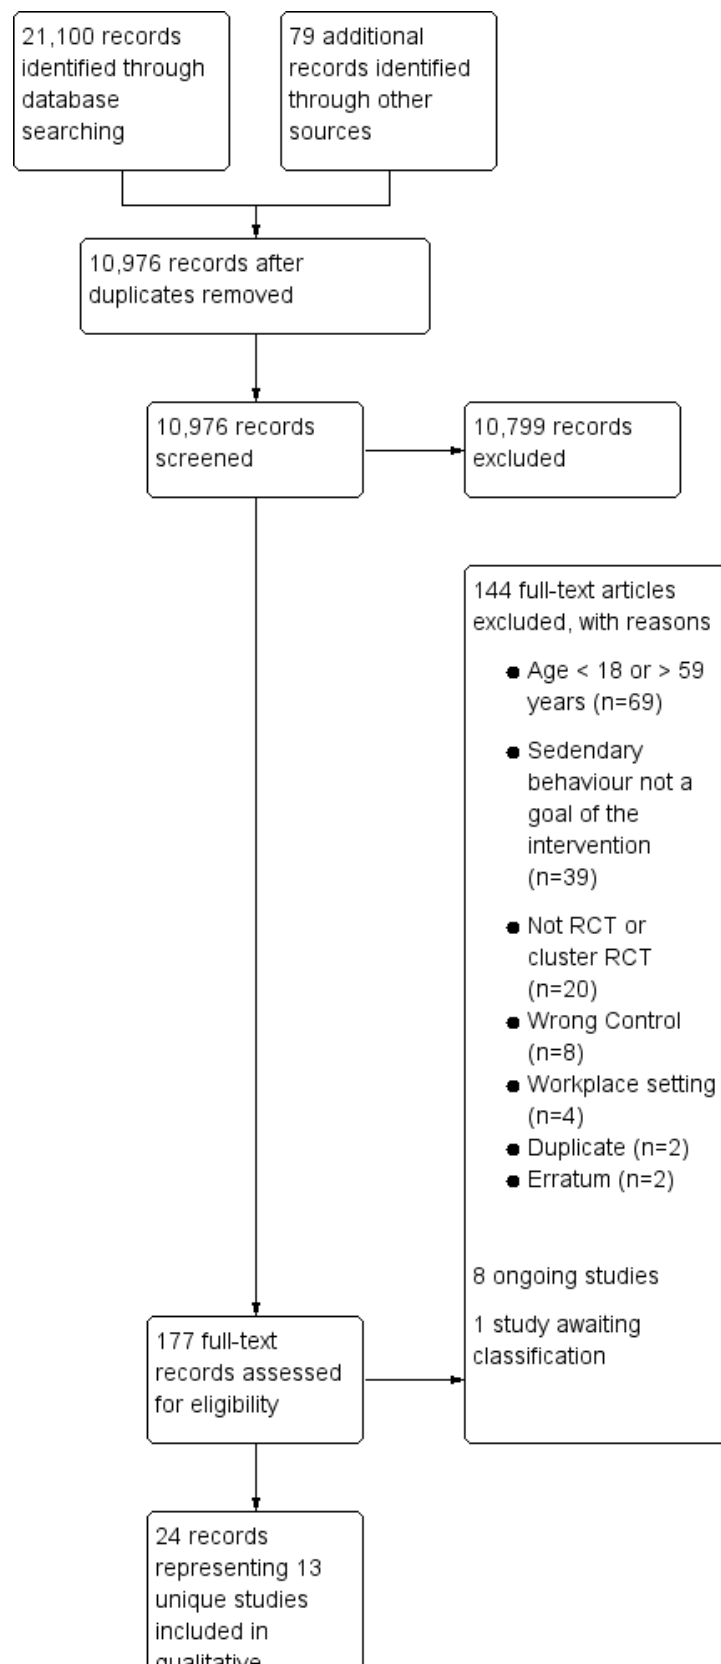 21,100 records
identified through
database
searching
79 additional
records identified
through other
sources
10,976 records after
duplicates removed
10,976 records
screened
10,799 records
excluded
144 full-text articles
excluded, with reasons
● Age < 18 or > 59
years (n=69)
● Sedendary
behaviour not a
goal of the
intervention
(n=39)
● Not RCT or
cluster RCT
(n=20)
● Wrong Control
(n=8)
● Workplace setting
(n=4)
● Duplicate (n=2)
● Erratum (n=2)
8 ongoing studies
1 study awaiting
classification
177 full-text
records assessed
for eligibility
24 records
representing 13
unique studies
included in
qualitative